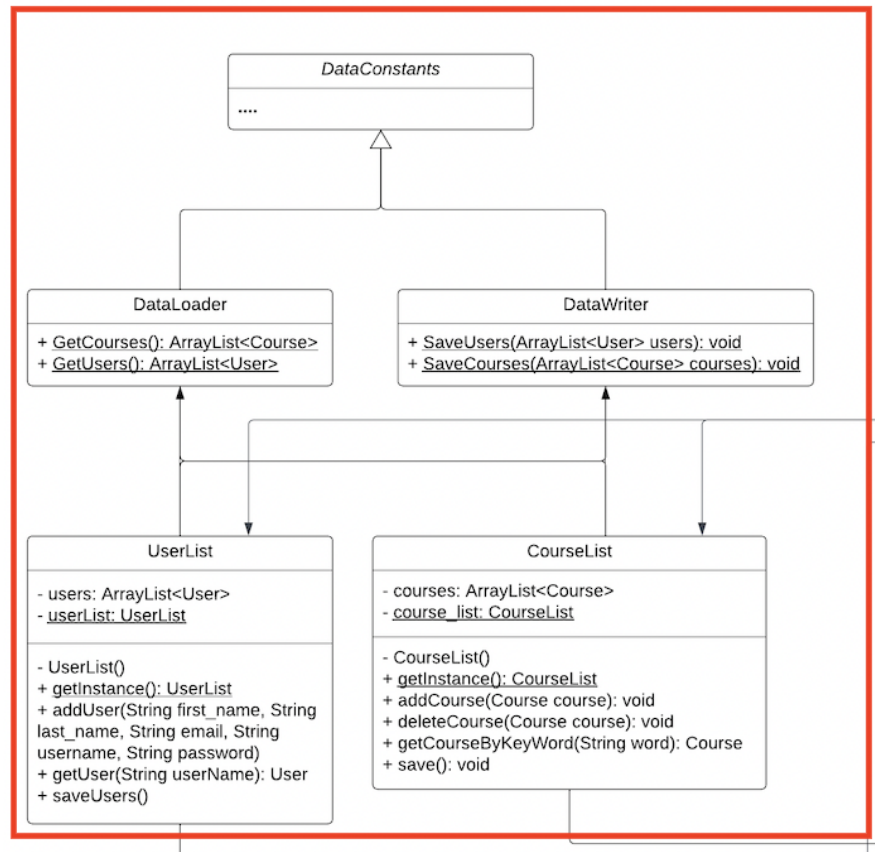 DataConstants
....
DataLoader
+ GetCourses(): ArrayList<Course>
+ GetUsers(): ArrayList<User>
DataWriter
+ SaveUsers(ArrayList<User> users): void
+ SaveCourses(ArrayList<Course> courses): void
UserList
- users: ArrayList<User>
- userList: UserList
- UserList()
+ getInstance(): UserList
+ addUser(String first_name, String
last_name, String email, String
username, String password)
+ getUser(String userName): User
+ saveUsers()
CourseList
- courses: ArrayList<Course>
- course_list: CourseList
- CourseList()
+ getInstance(): CourseList
+ addCourse(Course course): void
+ deleteCourse(Course course): void
+ getCourseByKeyWord(String word): Course
+ save(): void